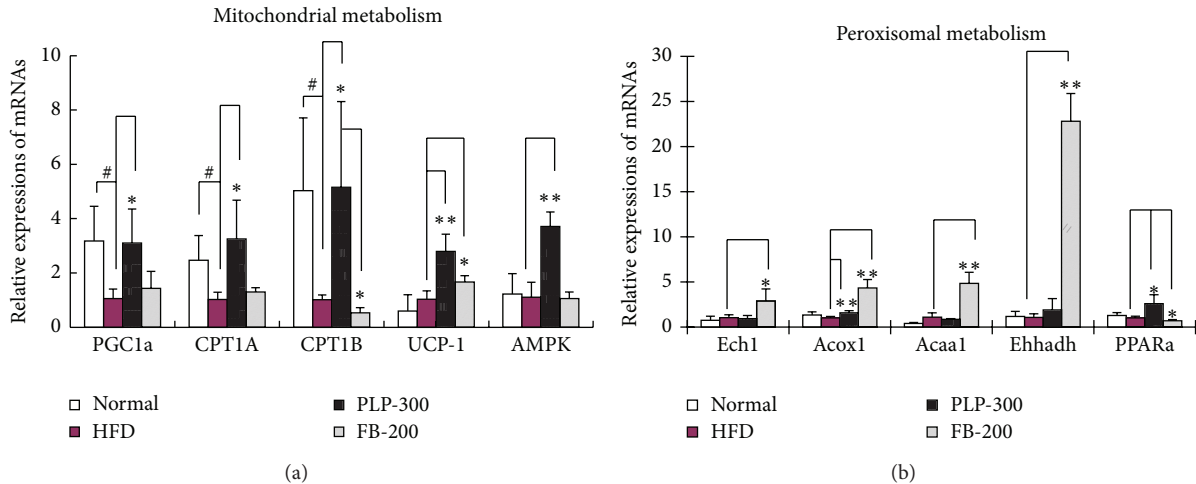 Mitochondrial metabolism
Relative expressions of mRNAs
10
8
6
4
2
0
#
*
#
*
#
*
*
**
*
**
PGC1a CPT1A CPT1B UCP-1 AMPK
Normal PLP-300
HFD FB-200
(a)
Peroxisomal metabolism
Relative expressions of mRNAs
30
25
20
15
10
5
0
*
**
**
**
**
*
*
Ech1 Acox1 Acaa1 Ehhadh PPARa
Normal PLP-300
HFD FB-200
(b)